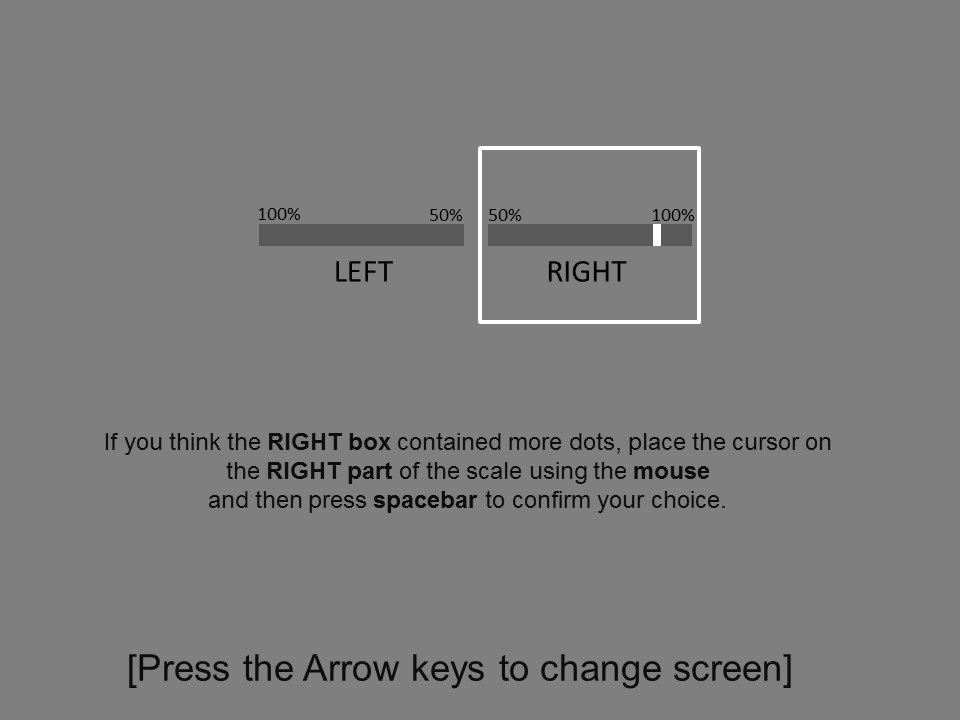 100% 50% 50% 100%
LEFT RIGHT
If you think the RIGHT box contained more dots, place the cursor on
the RIGHT part of the scale using the mouse
and then press spacebar to confirm your choice.
[Press the Arrow keys to change screen]